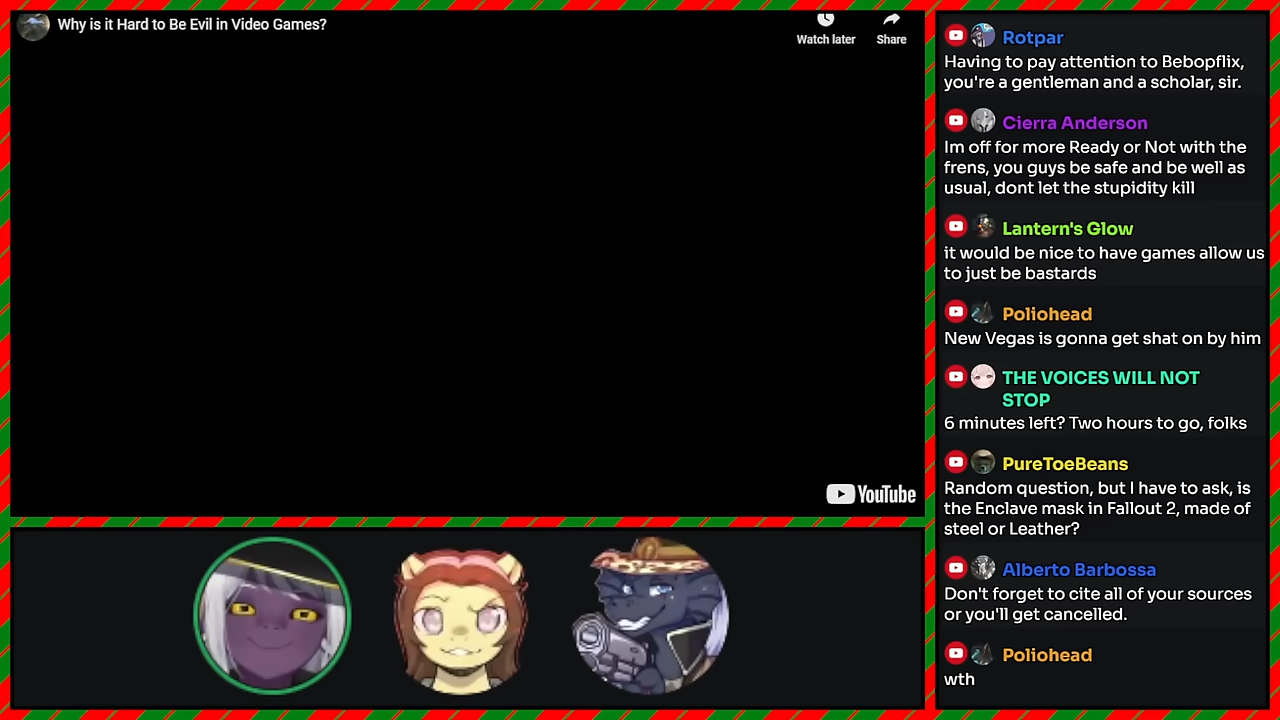 Why is it Hard to Be Evil in Video Games?
Watch later
Share
YouTube
Rotpar
Having to pay attention to Bebopflix,
you're a gentleman and a scholar, sir.
Cierra Anderson
Im off for more Ready or Not with the
frens, you guys be safe and be well as
usual, dont let the stupidity kill
Lantern's Glow
it would be nice to have games allow us
to just be bastards
Poliohead
New Vegas is gonna get shat on by him
THE VOICES WILL NOT
STOP
6 minutes left? Two hours to go, folks
PureToeBeans
Random question, but I have to ask, is
the Enclave mask in Fallout 2, made of
steel or Leather?
Alberto Barbossa
Don't forget to cite all of your sources
or you'll get cancelled.
Poliohead
wth